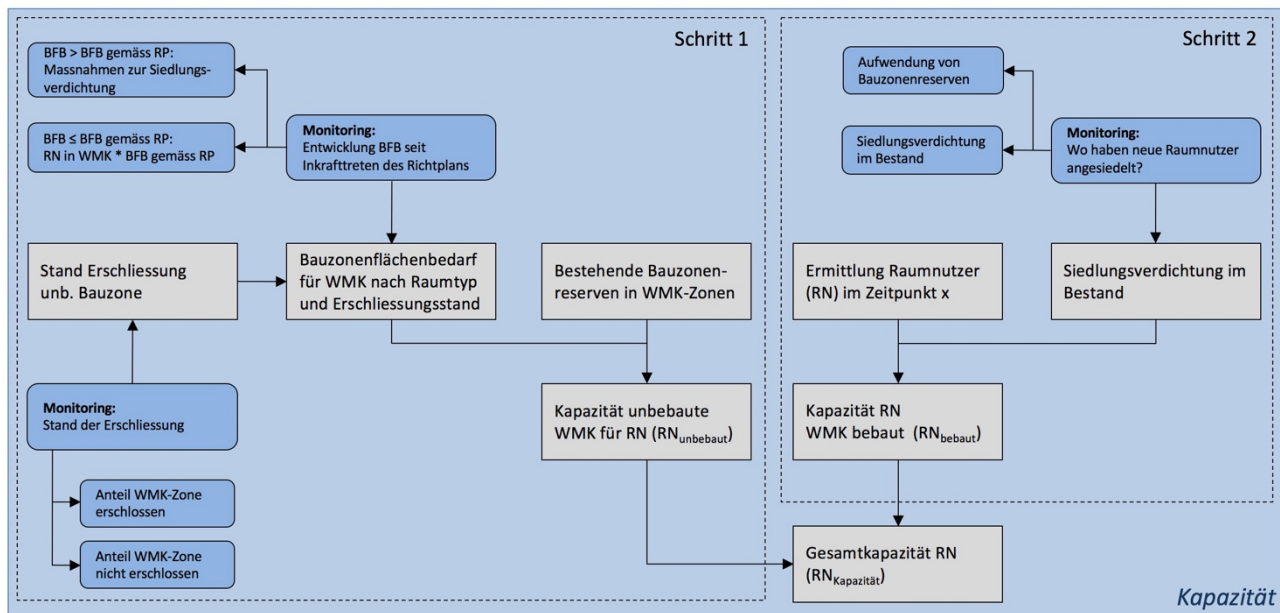 Schritt 1
BFB > BFB gemäss RP:
Massnahmen zur Siedlungs-
verdichtung
BFB ≤ BFB gemäss RP:
RN in WMK * BFB gemäss RP
Monitoring:
Entwicklung BFB seit
Inkrafttreten des Richtplans
Stand Erschliessung
unb. Bauzone
Bauzonenflächenbedarf
für WMK nach Raumtyp
und Erschliessungsstand
Bestehende Bauzonen-
reserven in WMK-Zonen
Monitoring:
Stand der Erschliessung
Kapazität unbebaute
WMK für RN (RNunbebaut)
Anteil WMK-Zone
erschlossen
Anteil WMK-Zone
nicht erschlossen
Schritt 2
Aufwendung von
Bauzonenreserven
Siedlungsverdichtung
im Bestand
Monitoring:
Wo haben neue Raumnutzer
angesiedelt?
Ermittlung Raumnutzer
(RN) im Zeitpunkt x
Siedlungsverdichtung im
Bestand
Kapazität RN
WMK bebaut (RNbebaut)
Gesamtkapazität RN
(RNKapazität)
Kapazität